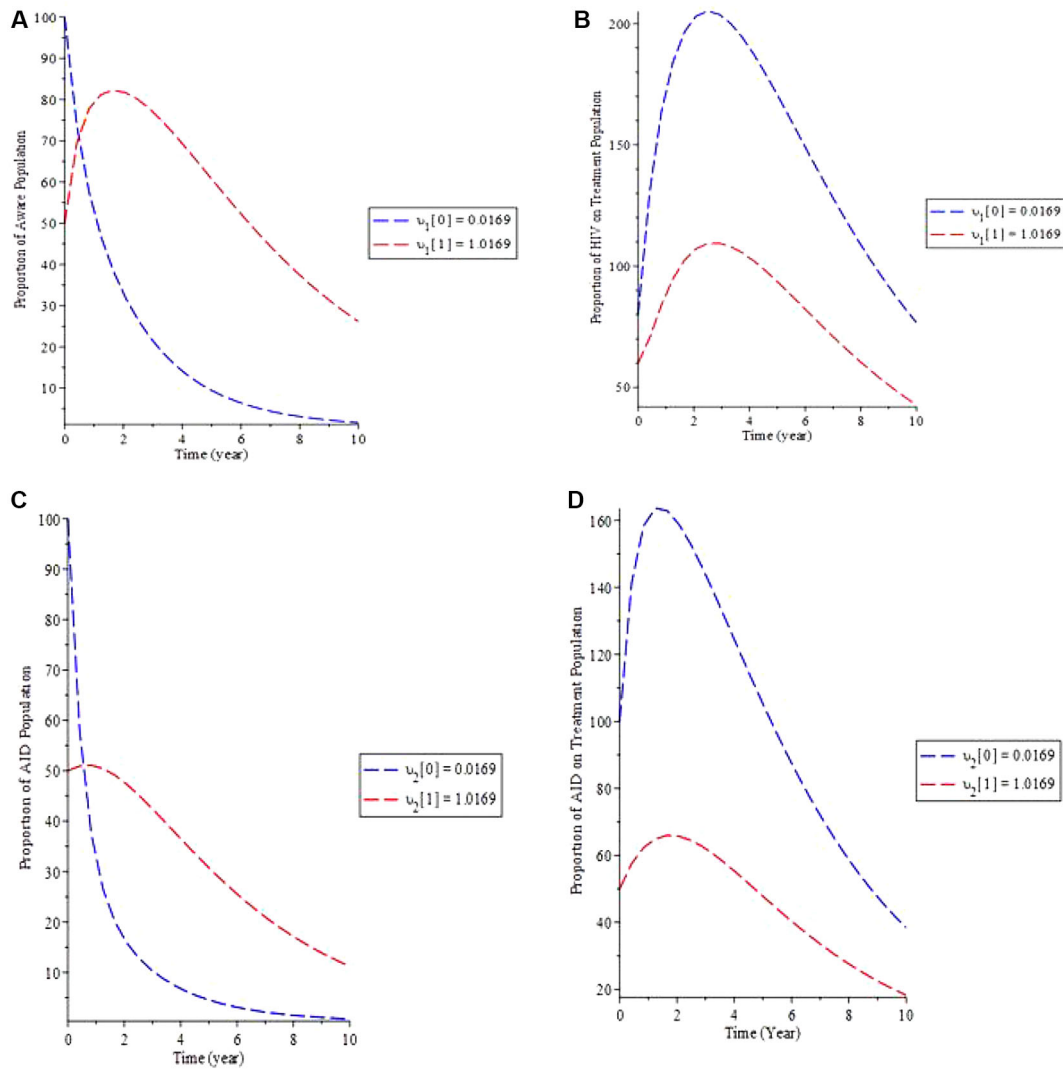 A
Proportion of Aware Population
100
90
80
70
60
50
40
30
20
10
0 2 4 6 8 10
Time (year)
υ1[0] = 0.0169
υ1[1] = 1.0169
B
Proportion of HIV on Treatment Population
200
150
100
50
0 2 4 6 8 10
Time (year)
υ1[0] = 0.0169
υ1[1] = 1.0169
C
Proportion of AID Population
100
90
80
70
60
50
40
30
20
10
0 2 4 6 8 10
Time (year)
υ2[0] = 0.0169
υ2[1] = 1.0169
D
Proportion of AID on Treatment Population
160
140
120
100
80
60
40
20
0 2 4 6 8 10
Time (Year)
υ2[0] = 0.0169
υ2[1] = 1.0169